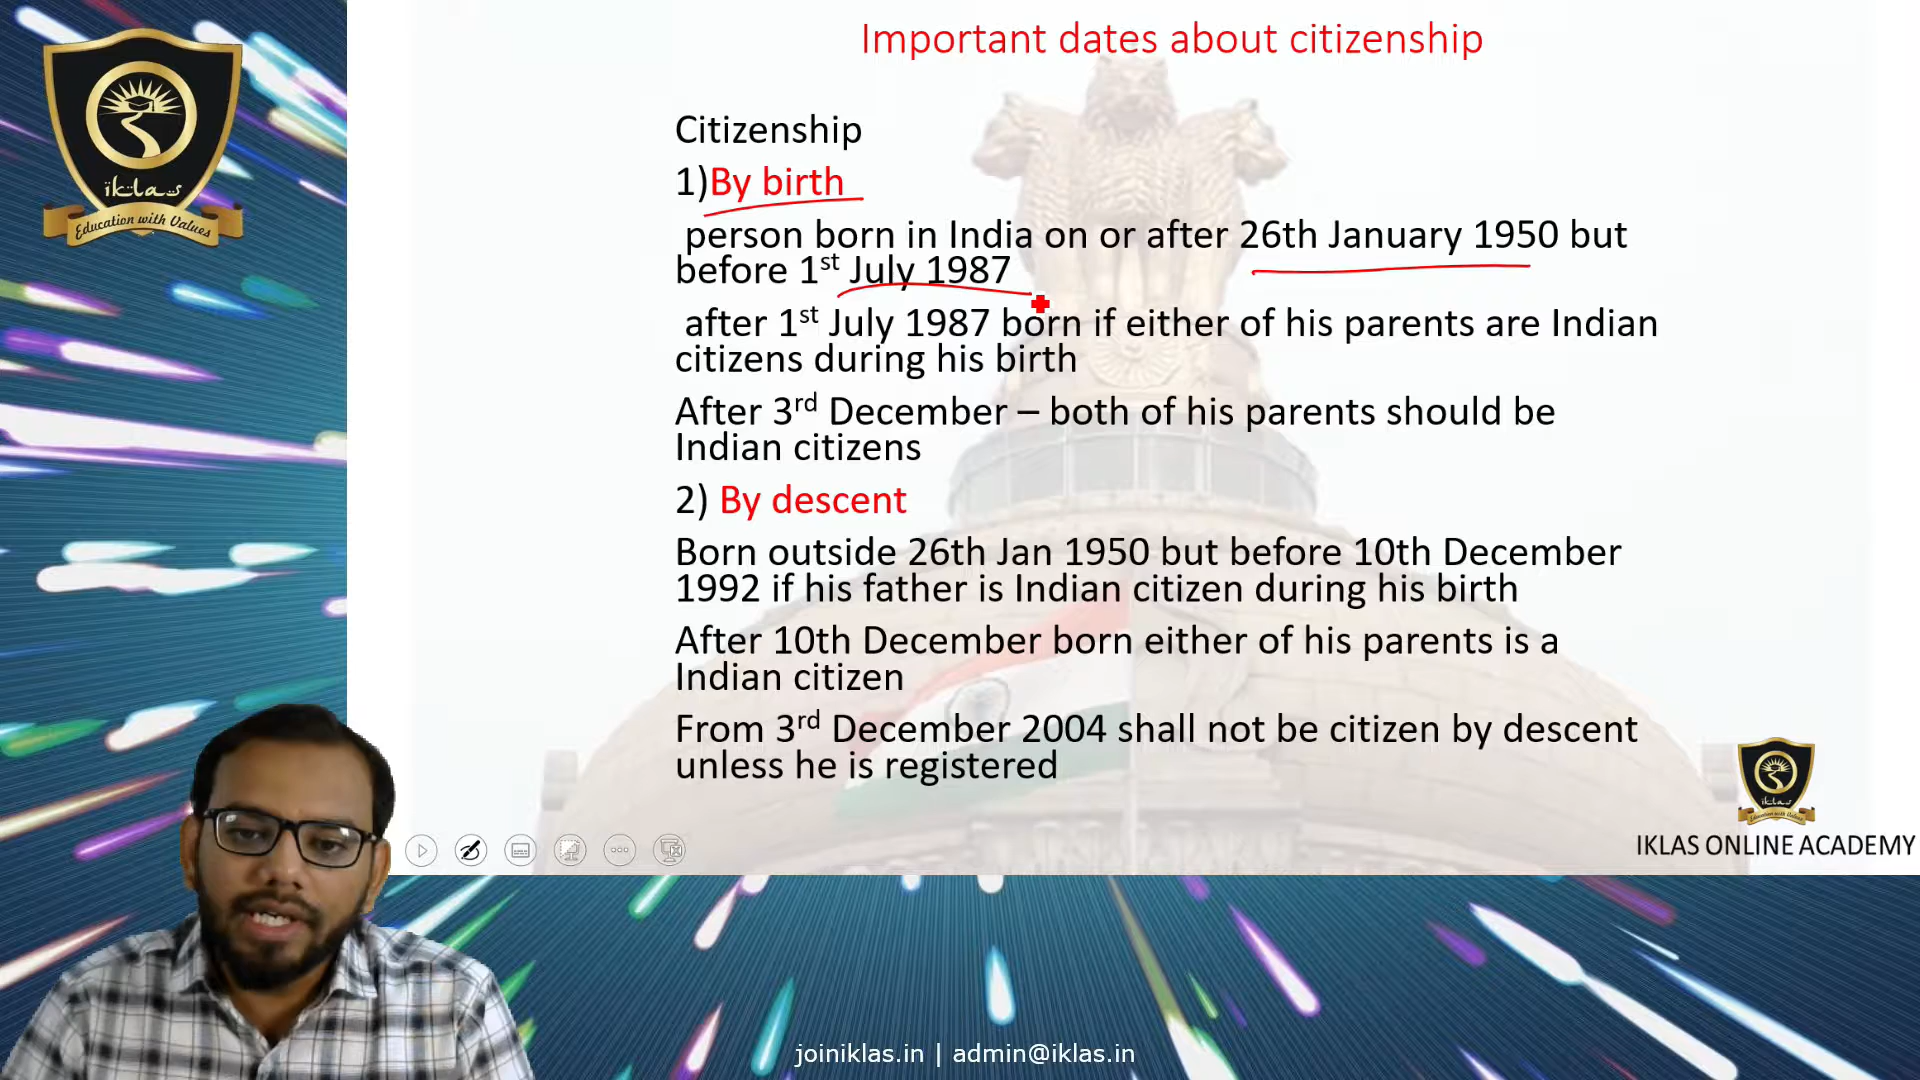 Important dates about citizenship
iklas
Education with Values
Citizenship
1)By birth
person born in India on or after 26th January 1950 but
before 1st July 1987
after 1st July 1987 born if either of his parents are Indian
citizens during his birth
After 3rd December – both of his parents should be
Indian citizens
2) By descent
Born outside 26th Jan 1950 but before 10th December
1992 if his father is Indian citizen during his birth
After 10th December born either of his parents is a
Indian citizen
From 3rd December 2004 shall not be citizen by descent
unless he is registered
iklas
Education with Values
IKLAS ONLINE ACADEMY
joiniklas.in | admin@iklas.in